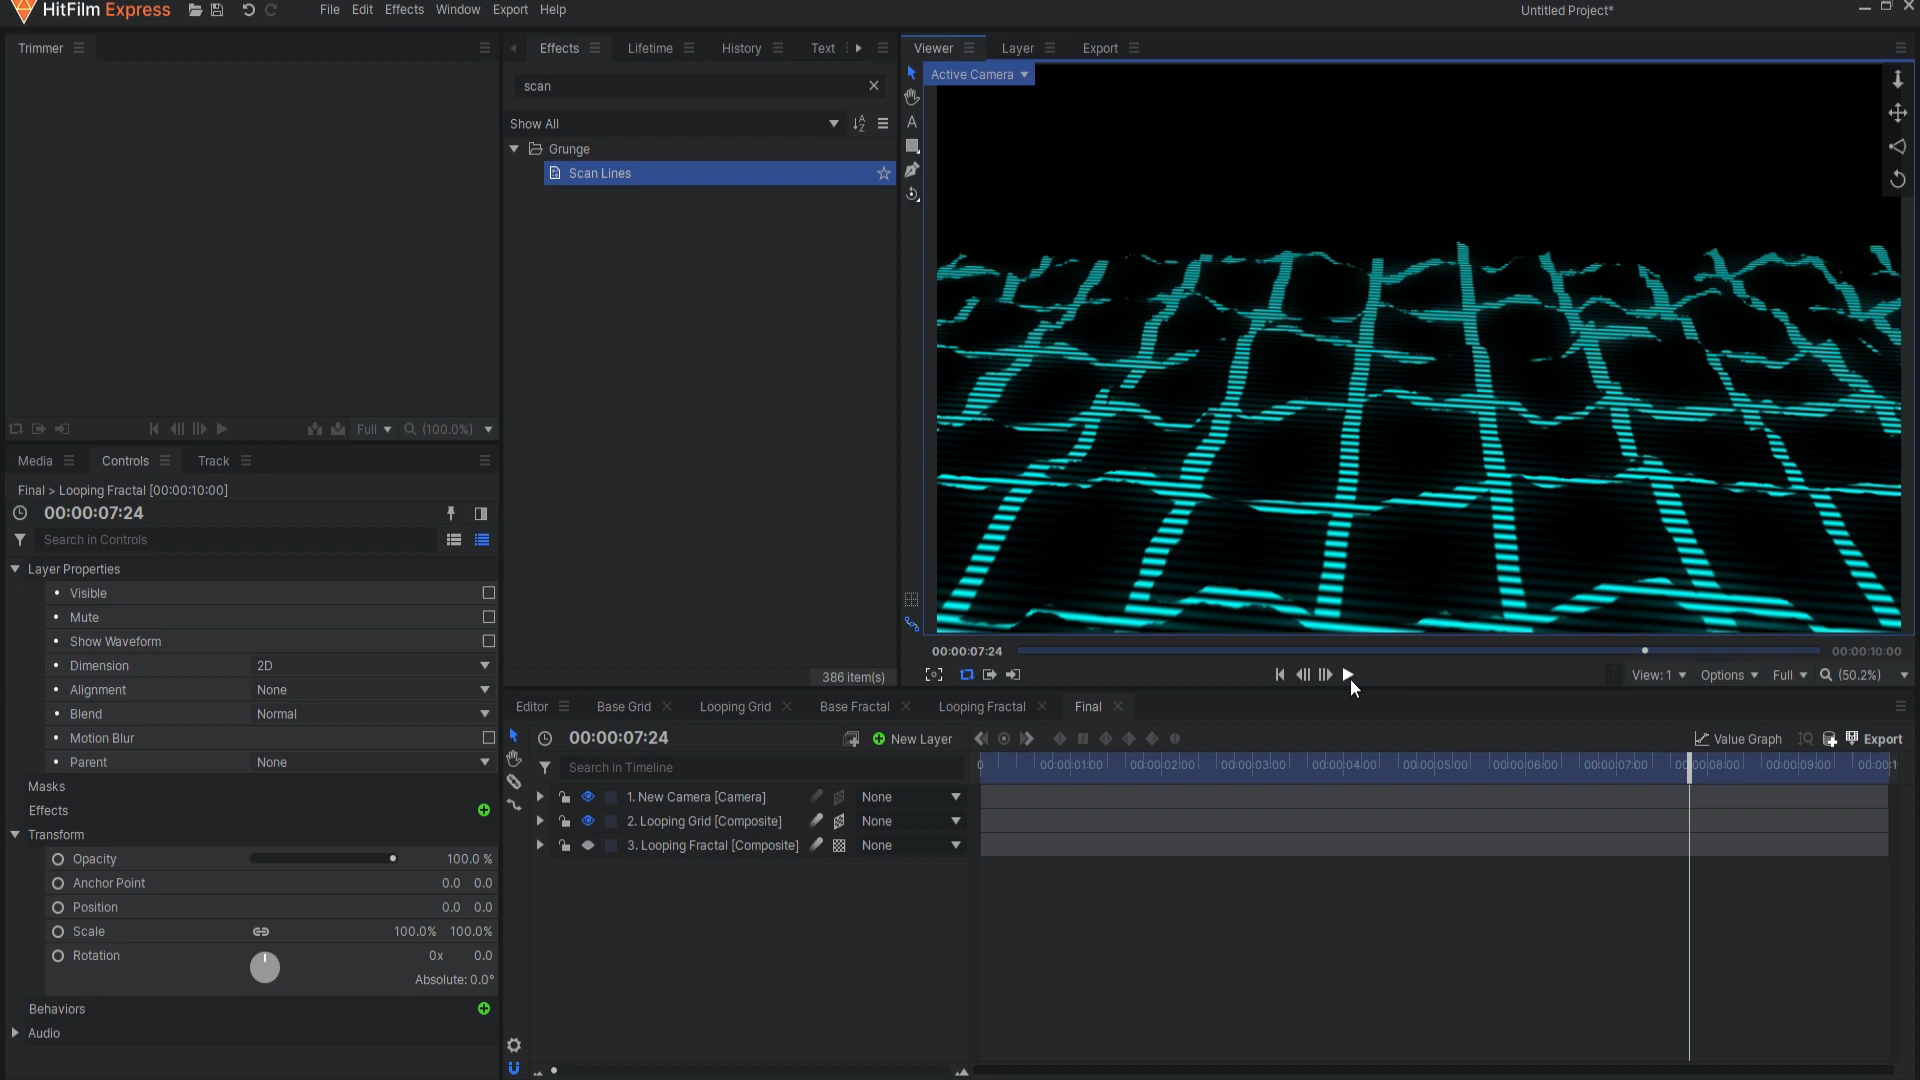 HitFilm Express
File Edit Effects Window Export Help
Untitled Project*
Trimmer
Effects Lifetime History Text
Viewer Layer Export
scan
Active Camera
Show All
Grunge
Scan Lines
Full (100.0%)
Media Controls Track
Final > Looping Fractal [00:00:10:00]
00:00:07:24
Search in Controls
Layer Properties
Visible
Mute
Show Waveform
Dimension 2D
Alignment None
Blend Normal
Motion Blur
Parent None
Masks
Effects
Transform
Opacity 100.0 %
Anchor Point 0.0 0.0
Position 0.0 0.0
Scale 100.0% 100.0%
Rotation 0x 0.0
Absolute: 0.0°
Behaviors
Audio
386 item(s)
00:00:07:24
00:00:10:00
View: 1 Options Full (50.2%)
Editor Base Grid Looping Grid Base Fractal Looping Fractal Final
00:00:07:24
New Layer
Value Graph
Export
Search in Timeline
0 00:00:01:00 00:00:02:00 00:00:03:00 00:00:04:00 00:00:05:00 00:00:06:00 00:00:07:00 00:00:08:00 00:00:09:00 00:00:1
1. New Camera [Camera] None
2. Looping Grid [Composite] None
3. Looping Fractal [Composite] None